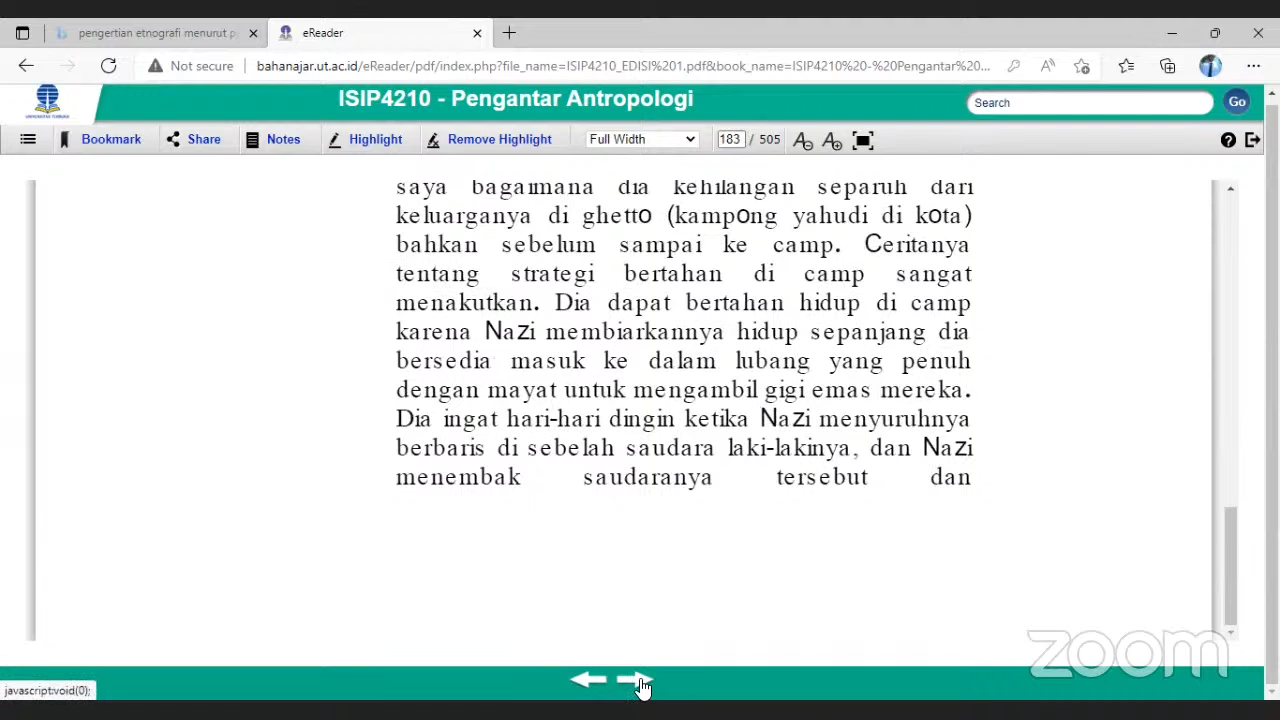 pengertian etnografi menurut p
eReader
Not secure
bahanajar.ut.ac.id/eReader/pdf/index.php?file_name=ISIP4210_EDISI%201.pdf&book_name=ISIP4210%20-%20Pengantar%20...
ISIP4210 - Pengantar Antropologi
Search
Go
Bookmark
Share
Notes
Highlight
Remove Highlight
Full Width
183 / 505
saya bagaimana dia kehilangan separuh dari
keluarganya di ghetto (kampong yahudi di kota)
bahkan sebelum sampai ke camp. Ceritanya
tentang strategi bertahan di camp sangat
menakutkan. Dia dapat bertahan hidup di camp
karena Nazi membiarkannya hidup sepanjang dia
bersedia masuk ke dalam lubang yang penuh
dengan mayat untuk mengambil gigi emas mereka.
Dia ingat hari-hari dingin ketika Nazi menyuruhnya
berbaris di sebelah saudara laki-lakinya, dan Nazi
menembak saudaranya tersebut dan
zoom
javascript:void(0);